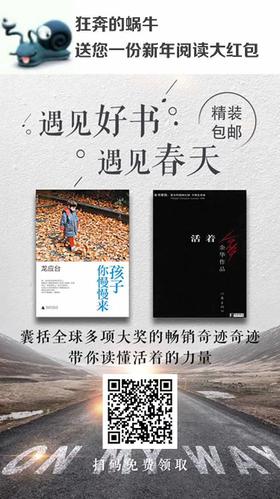 狂奔的蜗牛
送您一份新年阅读大红包
遇见好书
精装
包邮
遇见春天
龙应台
孩子
你慢慢来
活着
余华作品
囊括全球多项大奖的畅销奇迹奇迹
带你读懂活着的力量
ON MY WAY
扫码免费领取